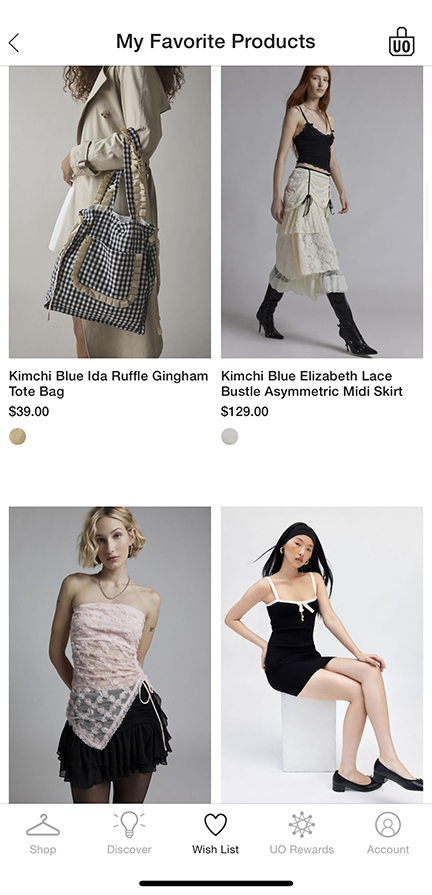 My Favorite Products
UO
Kimchi Blue Ida Ruffle Gingham
Tote Bag
$39.00
Kimchi Blue Elizabeth Lace
Bustle Asymmetric Midi Skirt
$129.00
Shop
Discover
Wish List
UO Rewards
Account